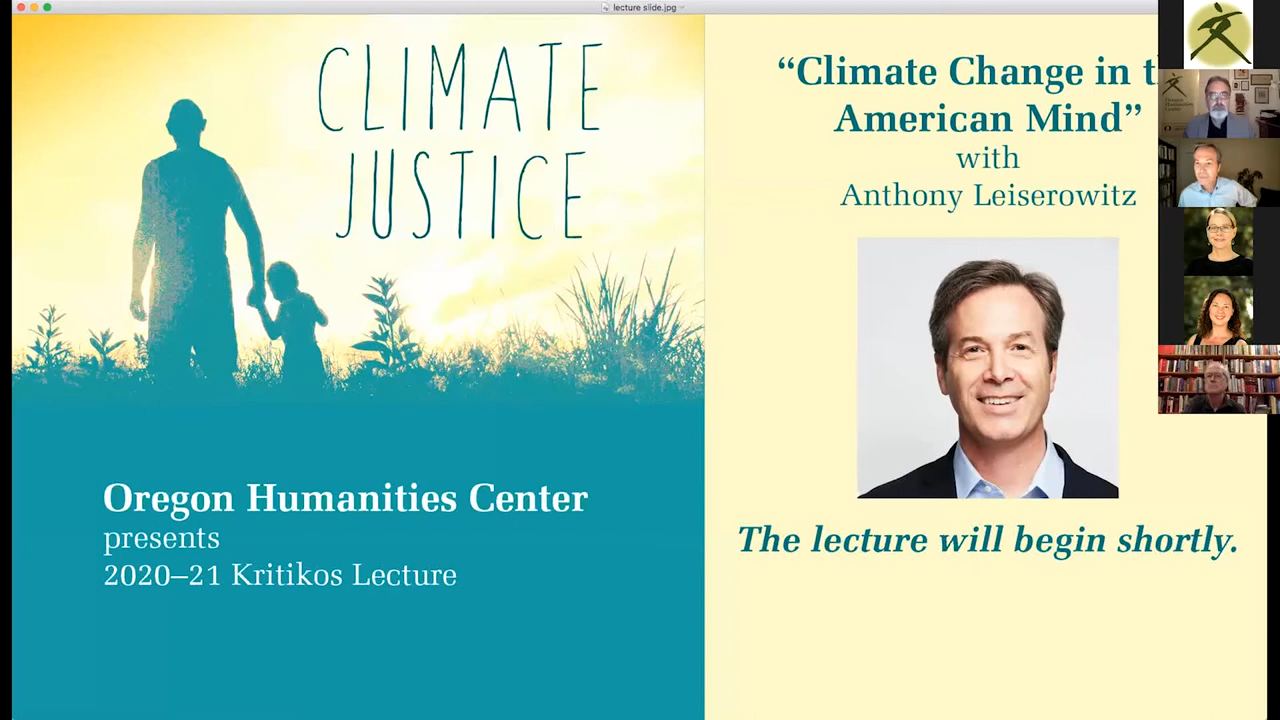 lecture slide.jpg
CLIMATE
JUSTICE
Oregon Humanities Center
presents
2020–21 Kritikos Lecture
“Climate Change in t
American Mind”
with
Anthony Leiserowitz
The lecture will begin shortly.